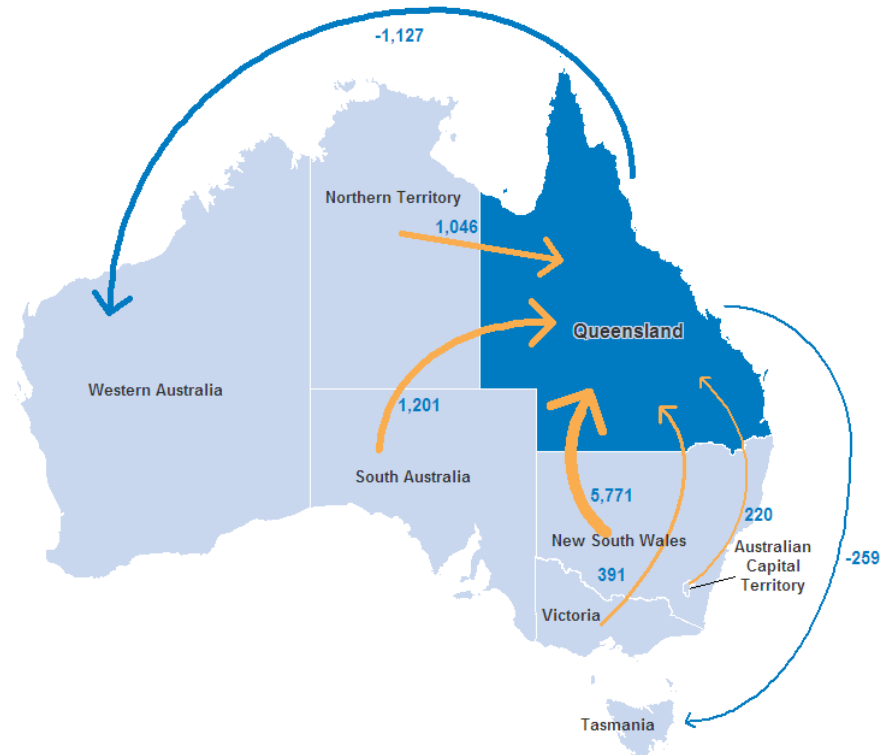 -1,127
Northern Territory
1,046
Queensland
Western Australia
1,201
South Australia
5,771
220
New South Wales
Australian
Capital
Territory
-259
391
Victoria
Tasmania